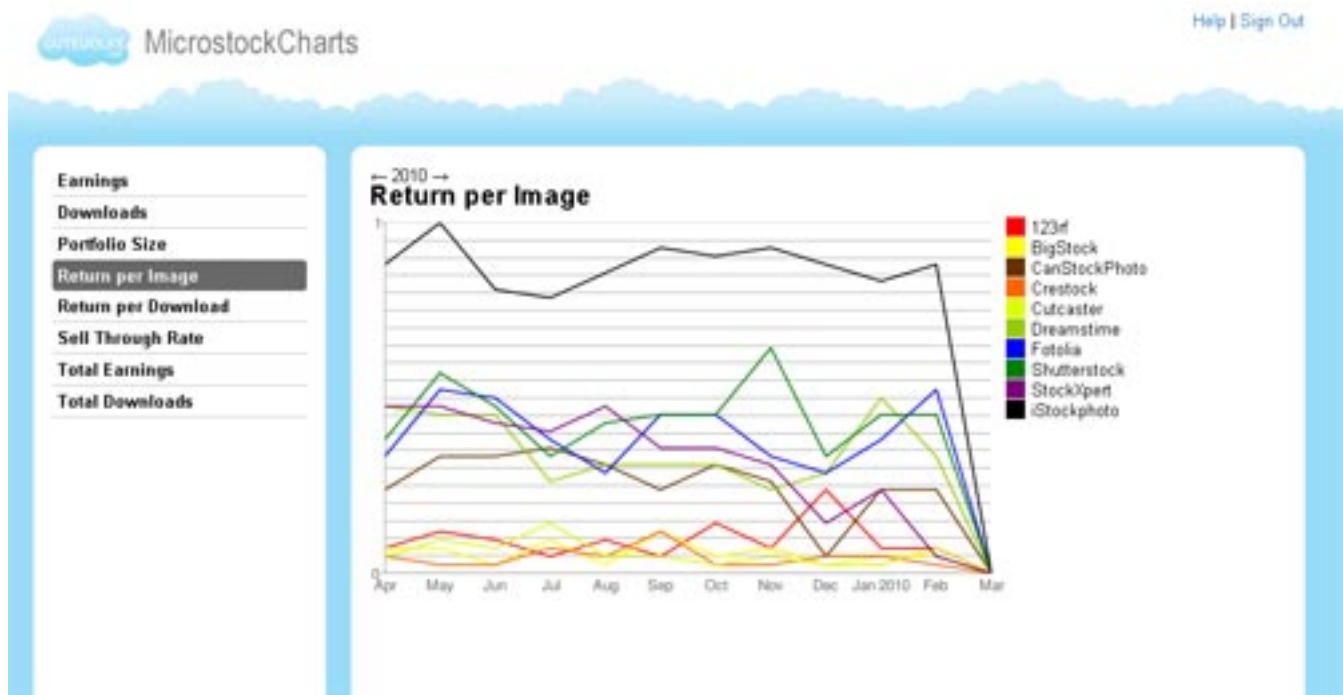 MicrostockCharts
Help | Sign Out
Earnings
Downloads
Portfolio Size
Return per Image
Return per Download
Sell Through Rate
Total Earnings
Total Downloads
← 2010 →
Return per Image
1
0
Apr May Jun Jul Aug Sep Oct Nov Dec Jan 2010 Feb Mar
123rf
BigStock
CanStockPhoto
Crestock
Cutcaster
Dreamstime
Fotolia
Shutterstock
StockXpert
iStockphoto